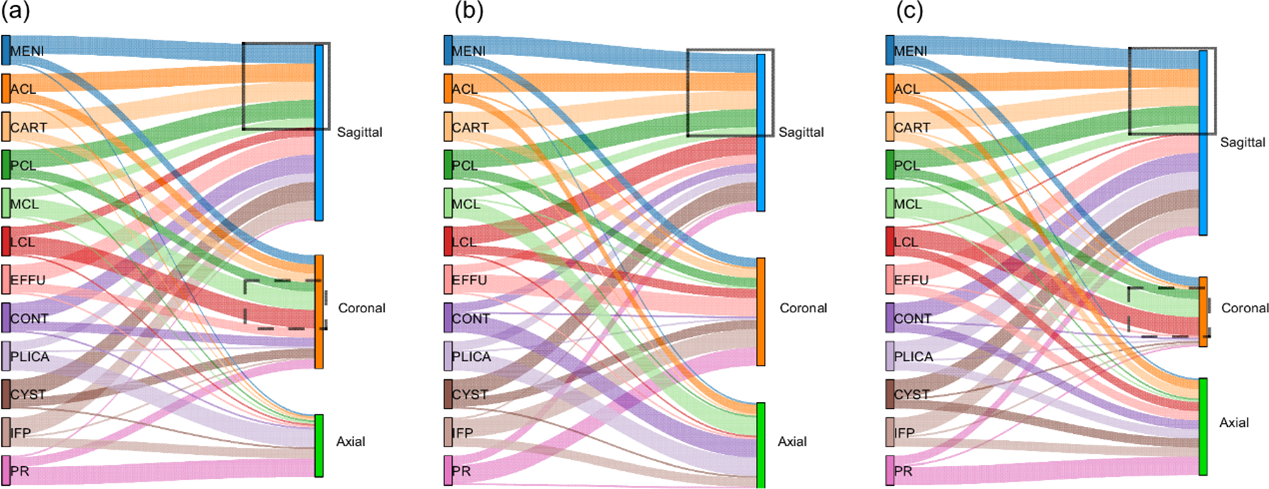 (a)
MENI
ACL
CART
PCL
MCL
LCL
EFFU
CONT
PLICA
CYST
IFP
PR
Sagittal
Coronal
Axial
(b)
MENI
ACL
CART
PCL
MCL
LCL
EFFU
CONT
PLICA
CYST
IFP
PR
Sagittal
Coronal
Axial
(c)
MENI
ACL
CART
PCL
MCL
LCL
EFFU
CONT
PLICA
CYST
IFP
PR
Sagittal
Coronal
Axial